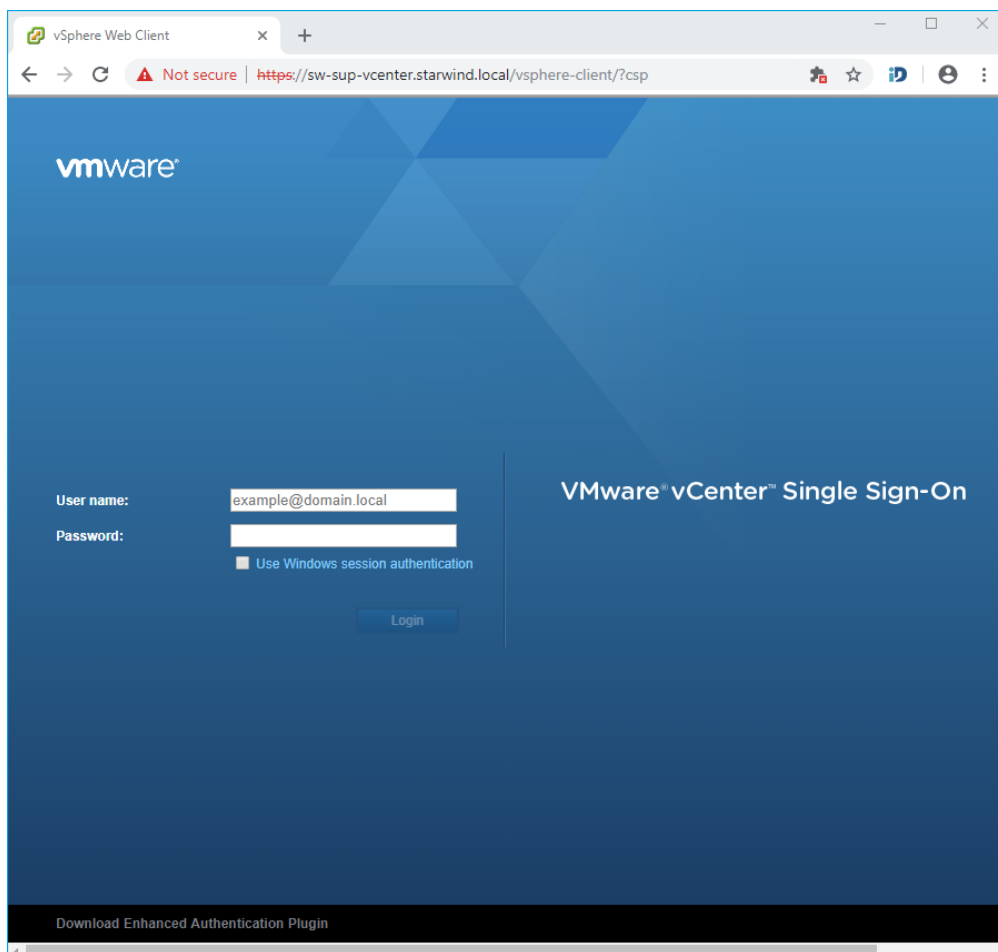 vSphere Web Client
Not secure | https://sw-sup-vcenter.starwind.local/vsphere-client/?csp
vmware®
User name:
example@domain.local
VMware® vCenter™ Single Sign-On
Password:
Use Windows session authentication
Login
Download Enhanced Authentication Plugin